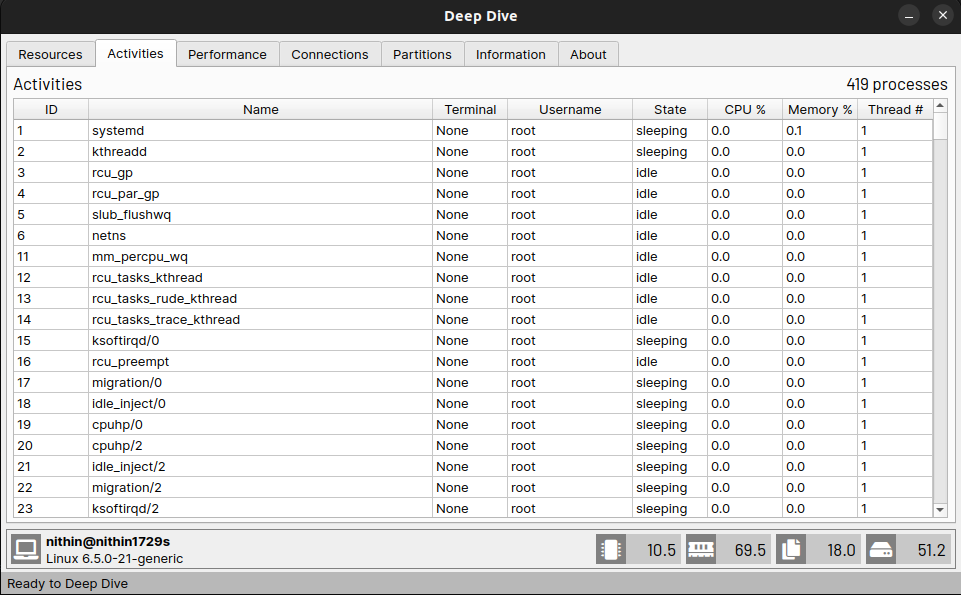 Deep Dive
Resources Activities Performance Connections Partitions Information About
Activities 419 processes
ID Name Terminal Username State CPU % Memory % Thread #
1 systemd None root sleeping 0.0 0.1 1
2 kthreadd None root sleeping 0.0 0.0 1
3 rcu_gp None root idle 0.0 0.0 1
4 rcu_par_gp None root idle 0.0 0.0 1
5 slub_flushwq None root idle 0.0 0.0 1
6 netns None root idle 0.0 0.0 1
11 mm_percpu_wq None root idle 0.0 0.0 1
12 rcu_tasks_kthread None root idle 0.0 0.0 1
13 rcu_tasks_rude_kthread None root idle 0.0 0.0 1
14 rcu_tasks_trace_kthread None root idle 0.0 0.0 1
15 ksoftirqd/0 None root sleeping 0.0 0.0 1
16 rcu_preempt None root idle 0.0 0.0 1
17 migration/0 None root sleeping 0.0 0.0 1
18 idle_inject/0 None root sleeping 0.0 0.0 1
19 cpuhp/0 None root sleeping 0.0 0.0 1
20 cpuhp/2 None root sleeping 0.0 0.0 1
21 idle_inject/2 None root sleeping 0.0 0.0 1
22 migration/2 None root sleeping 0.0 0.0 1
23 ksoftirqd/2 None root sleeping 0.0 0.0 1
nithin@nithin1729s
Linux 6.5.0-21-generic
10.5 69.5 18.0 51.2
Ready to Deep Dive